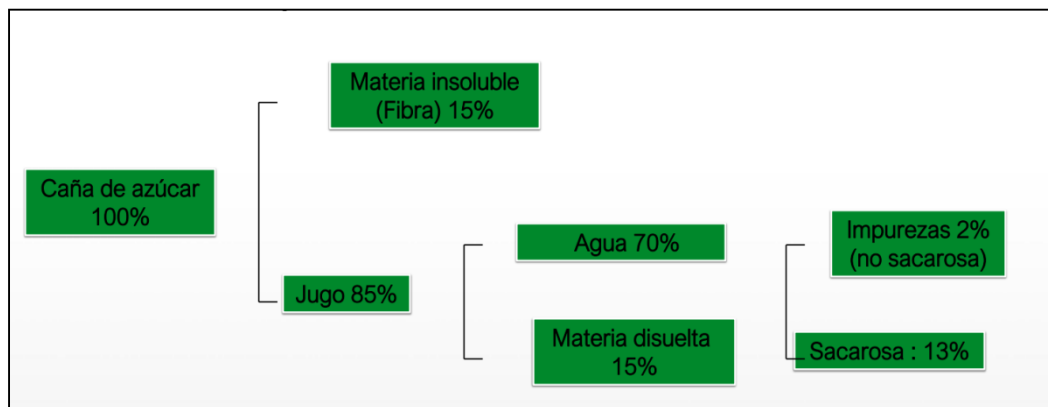 Caña de azúcar
100%
Materia insoluble
(Fibra) 15%
Jugo 85%
Agua 70%
Materia disuelta
15%
Impurezas 2%
(no sacarosa)
Sacarosa : 13%